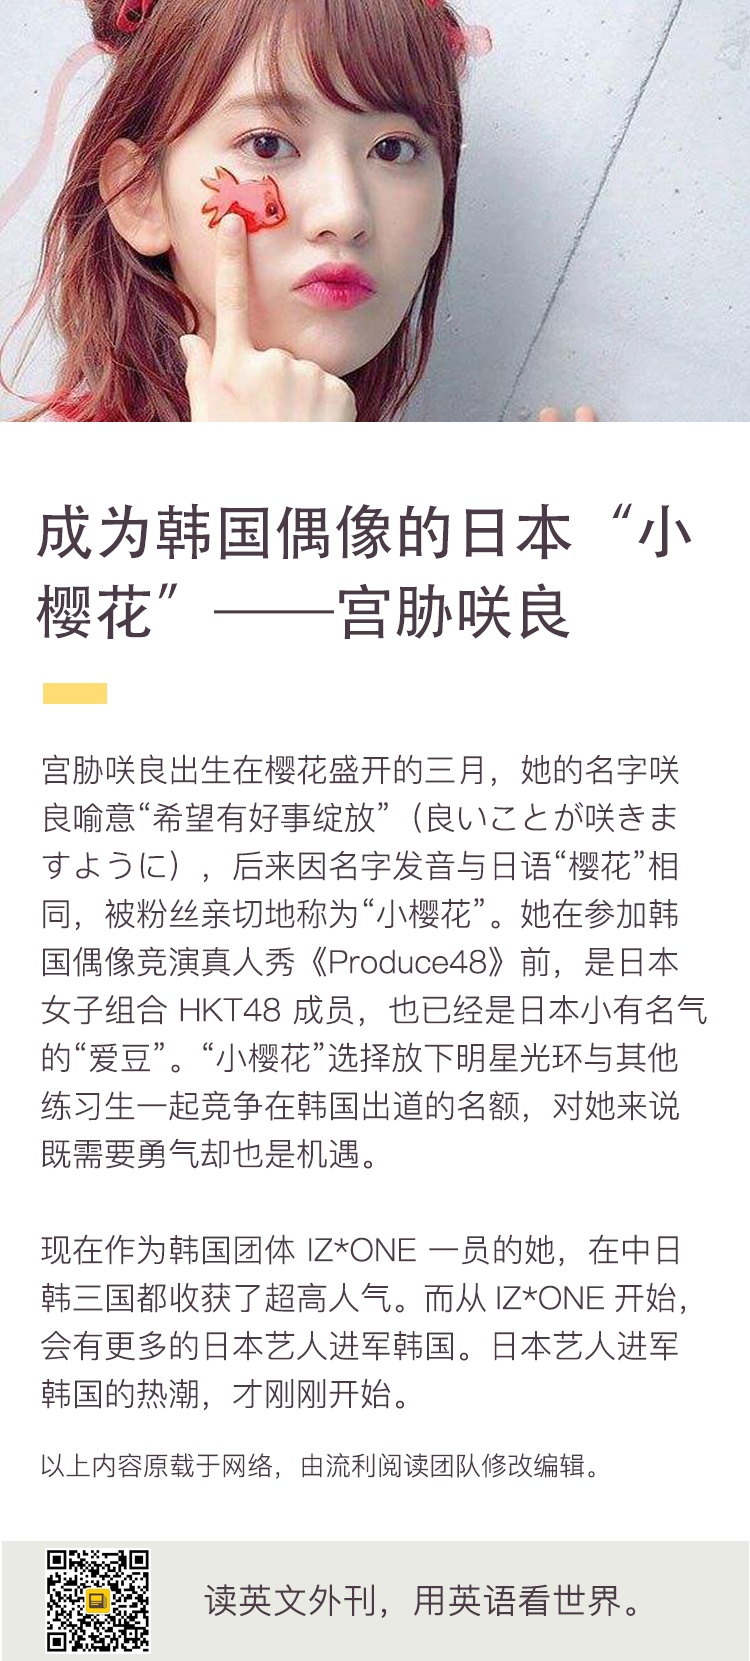 成为韩国偶像的日本“小
樱花”——宫胁咲良
宫胁咲良出生在樱花盛开的三月，她的名字咲
良喻意“希望有好事绽放”（良いことが咲きま
すように），后来因名字发音与日语“樱花”相
同，被粉丝亲切地称为“小樱花”。她在参加韩
国偶像竞演真人秀《Produce48》前，是日本
女子组合 HKT48 成员，也已经是日本小有名气
的“爱豆”。“小樱花”选择放下明星光环与其他
练习生一起竞争在韩国出道的名额，对她来说
既需要勇气却也是机遇。
现在作为韩国团体 IZ*ONE 一员的她，在中日
韩三国都收获了超高人气。而从 IZ*ONE 开始，
会有更多的日本艺人进军韩国。日本艺人进军
韩国的热潮，才刚刚开始。
以上内容原载于网络，由流利阅读团队修改编辑。
读英文外刊，用英语看世界。